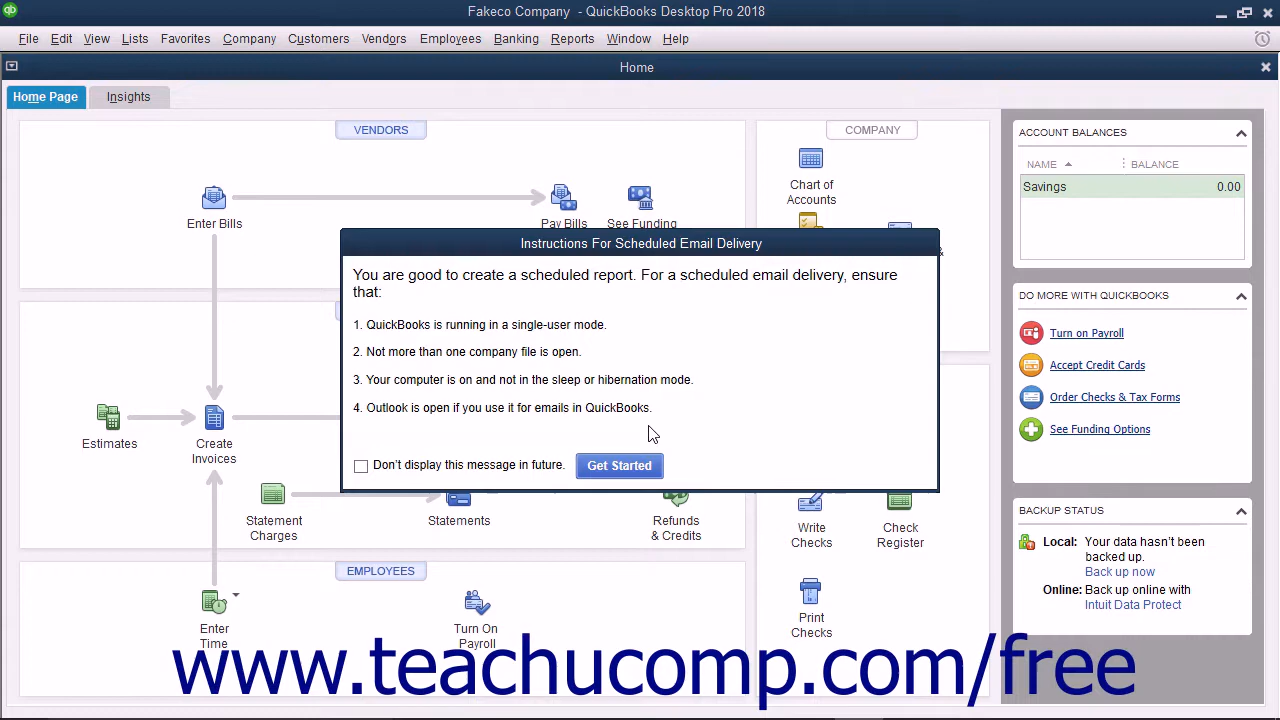 Fakeco Company - QuickBooks Desktop Pro 2018
File Edit View Lists Favorites Company Customers Vendors Employees Banking Reports Window Help
Home
Home Page Insights
VENDORS
Enter Bills
Pay Bills
See Funding
COMPANY
Chart of
Accounts
&
Instructions For Scheduled Email Delivery
You are good to create a scheduled report. For a scheduled email delivery, ensure
that:
1. QuickBooks is running in a single-user mode.
2. Not more than one company file is open.
3. Your computer is on and not in the sleep or hibernation mode.
4. Outlook is open if you use it for emails in QuickBooks.
Don't display this message in future.
Get Started
Estimates
Create
Invoices
Statement
Charges
Statements
Refunds
& Credits
Write
Checks
Check
Register
EMPLOYEES
Enter
Time
Turn On
Payroll
Print
Checks
ACCOUNT BALANCES
NAME BALANCE
Savings 0.00
DO MORE WITH QUICKBOOKS
Turn on Payroll
Accept Credit Cards
Order Checks & Tax Forms
See Funding Options
BACKUP STATUS
Local: Your data hasn't been
backed up.
Back up now
Online: Back up online with
Intuit Data Protect
www.teachucomp.com/free